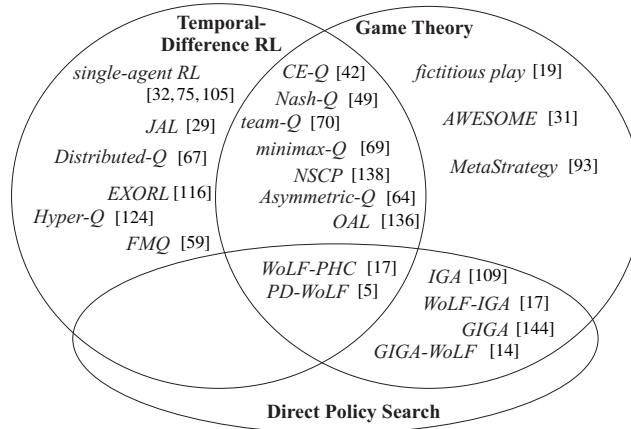 Temporal-
Difference RL
Game Theory
single-agent RL
[32,75,105]
JAL [29]
Distributed-Q [67]
EXORL [116]
Hyper-Q [124]
FMQ [59]
CE-Q [42]
Nash-Q [49]
team-Q [70]
minimax-Q [69]
NSCP [138]
Asymmetric-Q [64]
OAL [136]
fictitious play [19]
AWESOME [31]
MetaStrategy [93]
WoLF-PHC [17]
PD-WoLF [5]
IGA [109]
WoLF-IGA [17]
GIGA [144]
GIGA-WoLF [14]
Direct Policy Search